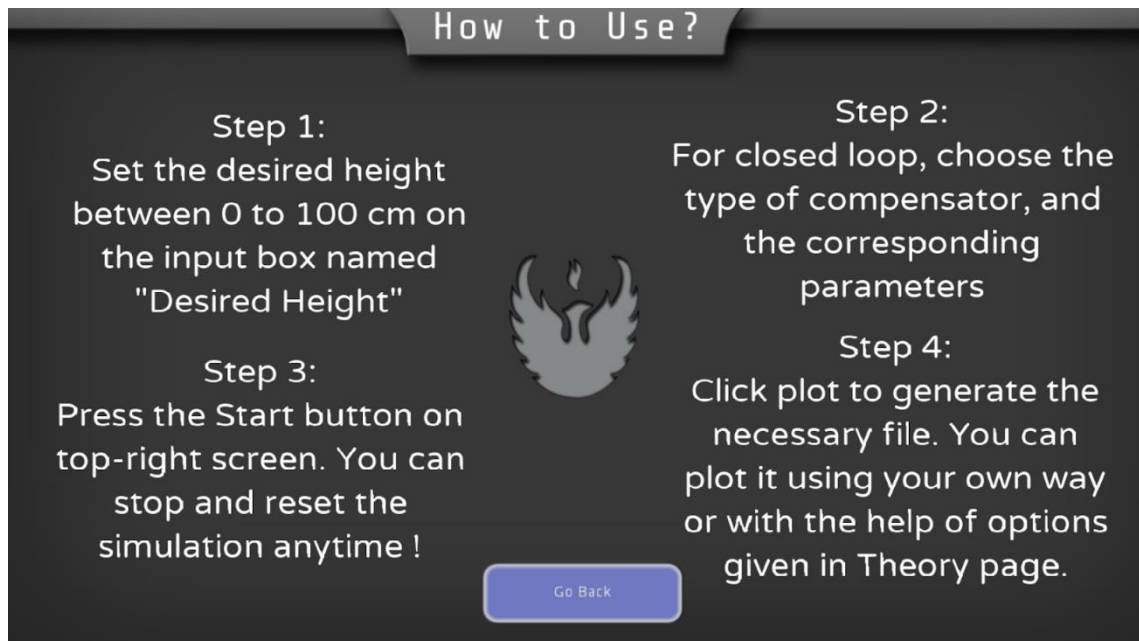 How to Use?
Step 1:
Set the desired height
between 0 to 100 cm on
the input box named
"Desired Height"
Step 2:
For closed loop, choose the
type of compensator, and
the corresponding
parameters
Step 3:
Press the Start button on
top-right screen. You can
stop and reset the
simulation anytime !
Step 4:
Click plot to generate the
necessary file. You can
plot it using your own way
or with the help of options
given in Theory page.
Go Back